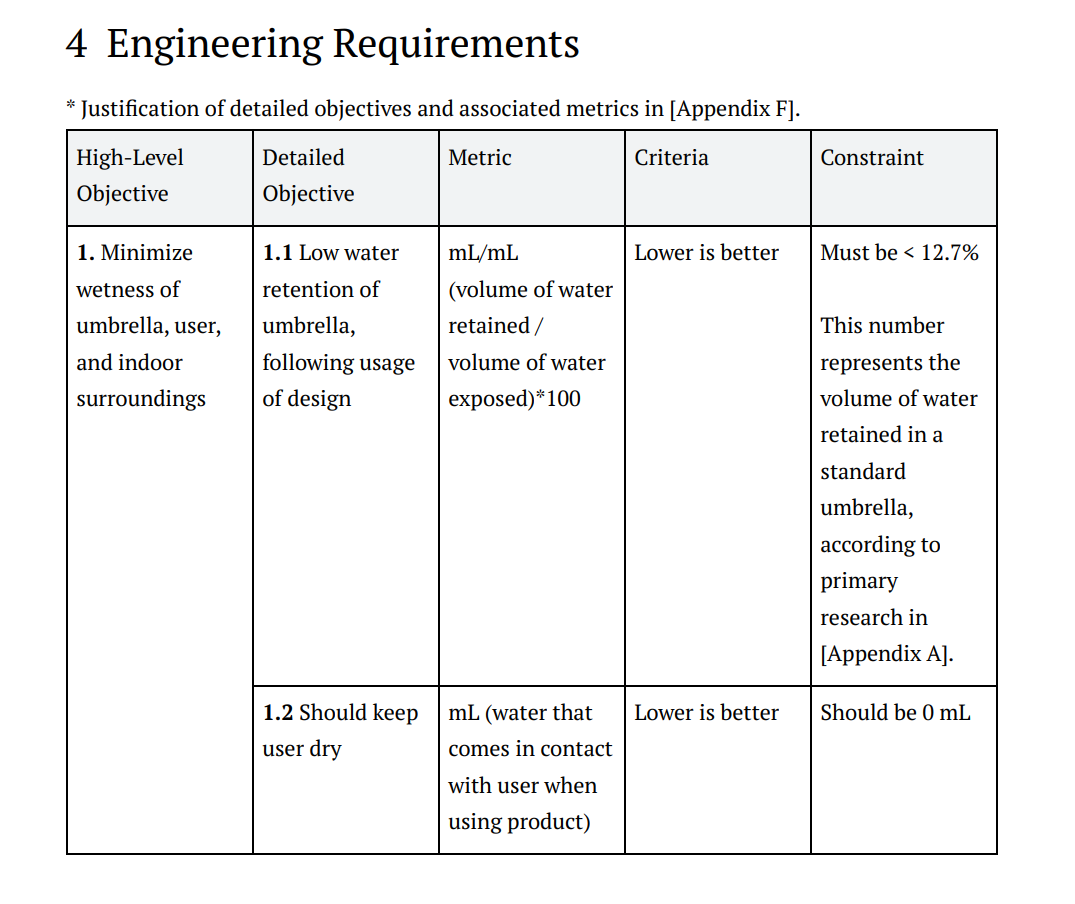 4 Engineering Requirements
* Justification of detailed objectives and associated metrics in [Appendix F].
High-Level
Objective
Detailed
Objective
Metric
Criteria
Constraint
1. Minimize
wetness of
umbrella, user,
and indoor
surroundings
1.1 Low water
retention of
umbrella,
following usage
of design
mL/mL
(volume of water
retained /
volume of water
exposed)*100
Lower is better
Must be < 12.7%
This number
represents the
volume of water
retained in a
standard
umbrella,
according to
primary
research in
[Appendix A].
1.2 Should keep
user dry
mL (water that
comes in contact
with user when
using product)
Lower is better
Should be 0 mL